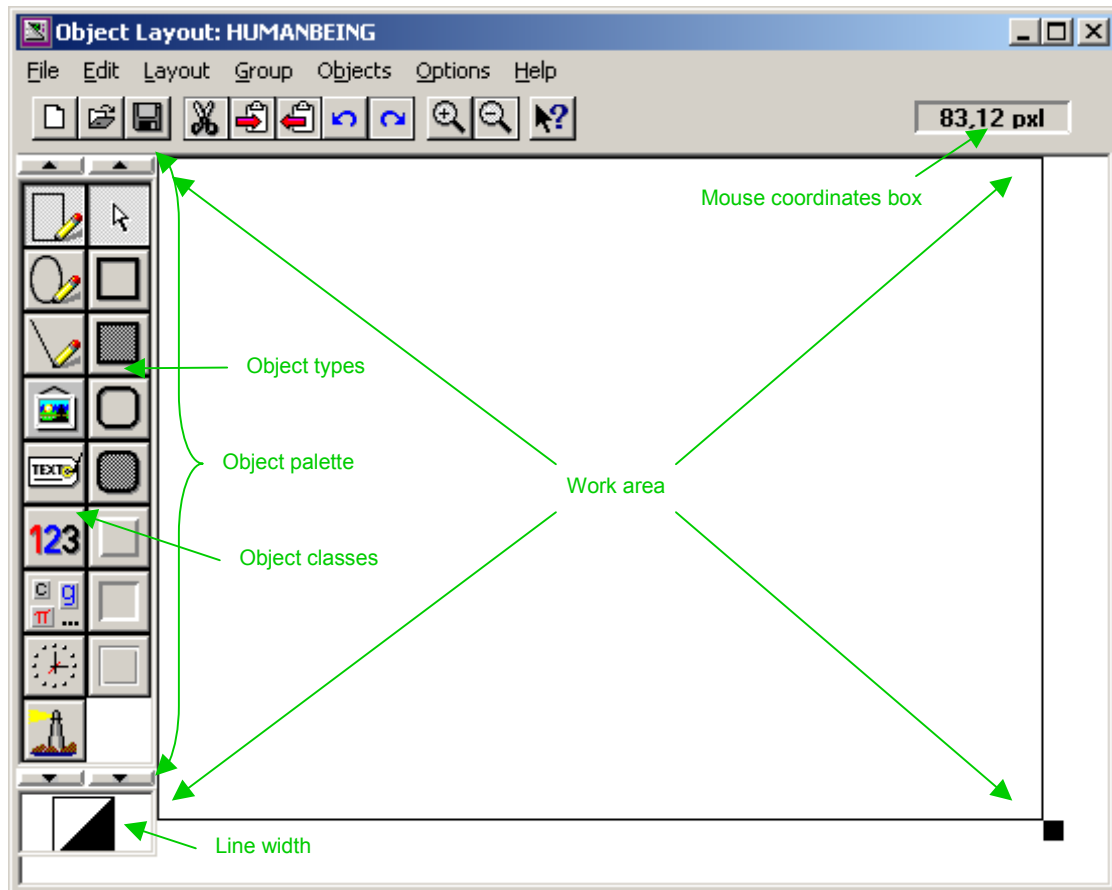 Object Layout: HUMANBEING
File Edit Layout Group Objects Options Help
83,12 pxl
Mouse coordinates box
Object types
TEXT
Object palette
Work area
123
Object classes
c g
π ...
Line width